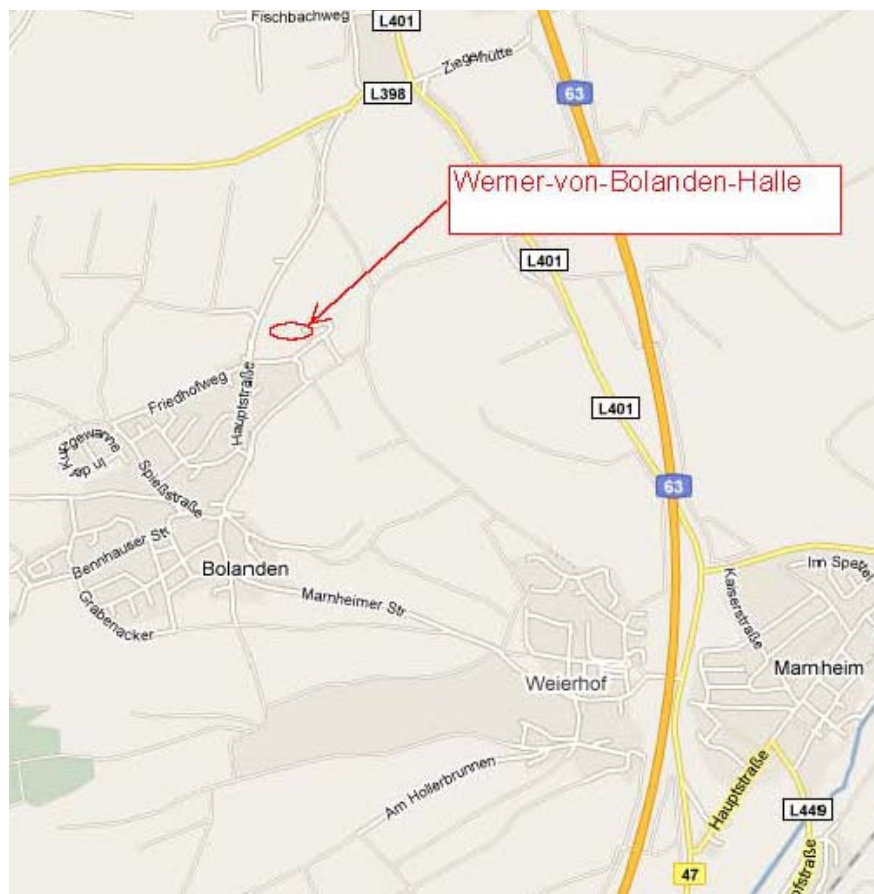 Fischbachweg
L401
Ziegelhütte
L398
63
Werner-von-Bolanden-Halle
L401
Friedhofweg
Hauptstraße
L401
In der Kurzgewanne
Spießstraße
63
Bennhauser Str.
Bolanden
Inn Spettel
Kaiserstraße
Marnheimer Str.
Grabenacker
Marnheim
Weierhof
Am Hollerbrunnen
Hauptstraße
L449
47